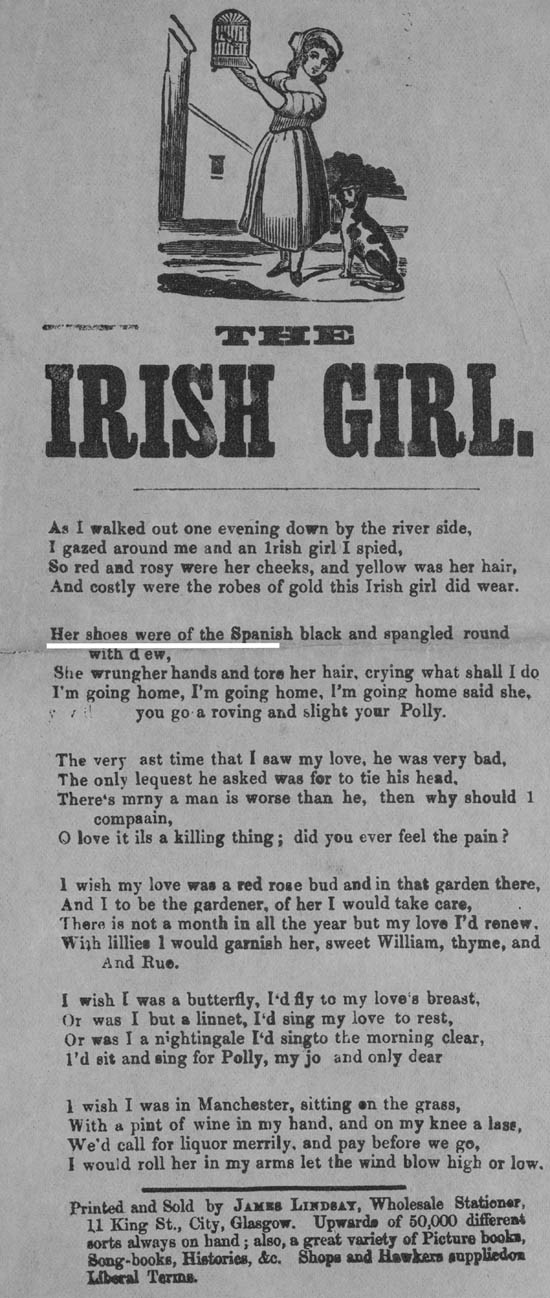 THE
IRISH GIRL.
As I walked out one evening down by the river side,
I gazed around me and an 1rish girl I spied,
So red and rosy were her cheeks, and yellow was her hair,
And costly were the robes of gold this Irish girl did wear.
Her shoes were of the Spanish black and spangled round
with d ew,
She wrungher hands and tore her hair, crying what shall I do
I'm going home, I'm going home, I'm going home said she,
you go a roving and slight your Polly.
The very ast time that I saw my love, he was very bad,
The only lequest he asked was for to tie his head,
There's mrny a man is worse than he, then why should 1
compaain,
O love it ils a killing thing; did you ever feel the pain?
1 wish my love was a red rose bud and in that garden there,
And I to be the gardener, of her I would take care,
There is not a month in all the year but my love I'd renew.
With lillies 1 would garnish her, sweet William, thyme, and
And Rue.
I wish I was a butterfly, I'd fly to my love's breast,
Or was I but a linnet, I'd sing my love to rest,
Or was I a nightingale I'd singto the morning clear,
I'd sit and sing for Polly, my jo and only dear
1 wish I was in Manchester, sitting on the grass,
With a pint of wine in my hand, and on my knee a lass,
We'd call for liquor merrily, and pay before we go,
I would roll her in my arms let the wind blow high or low.
Printed and Sold by JAMES LINDSAY, Wholesale Stationer,
11 King St., City, Glasgow. Upwards of 50,000 different
sorts always on hand; also, a great variety of Picture books,
Song-books, Histories, &c. Shops and Hawkers suppliedon
Liberal Terms.